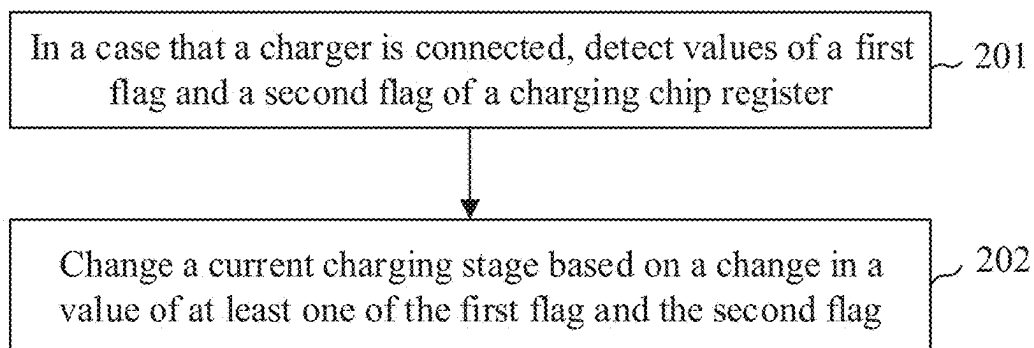 In a case that a charger is connected, detect values of a first
flag and a second flag of a charging chip register
201
Change a current charging stage based on a change in a
value of at least one of the first flag and the second flag
202